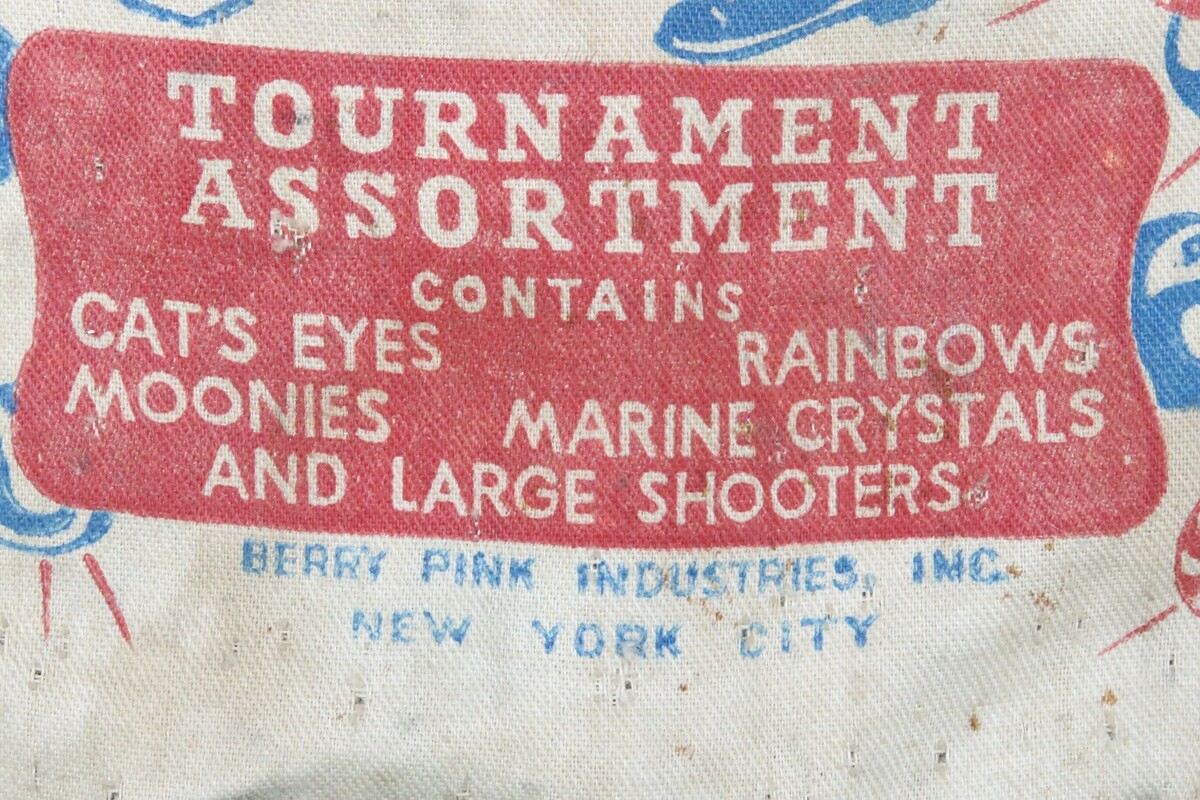 TOURNAMENT
ASSORTMENT
CONTAINS
CAT'S EYES RAINBOWS
MOONIES MARINE CRYSTALS
AND LARGE SHOOTERS.
BERRY PINK INDUSTRIES, INC.
NEW YORK CITY